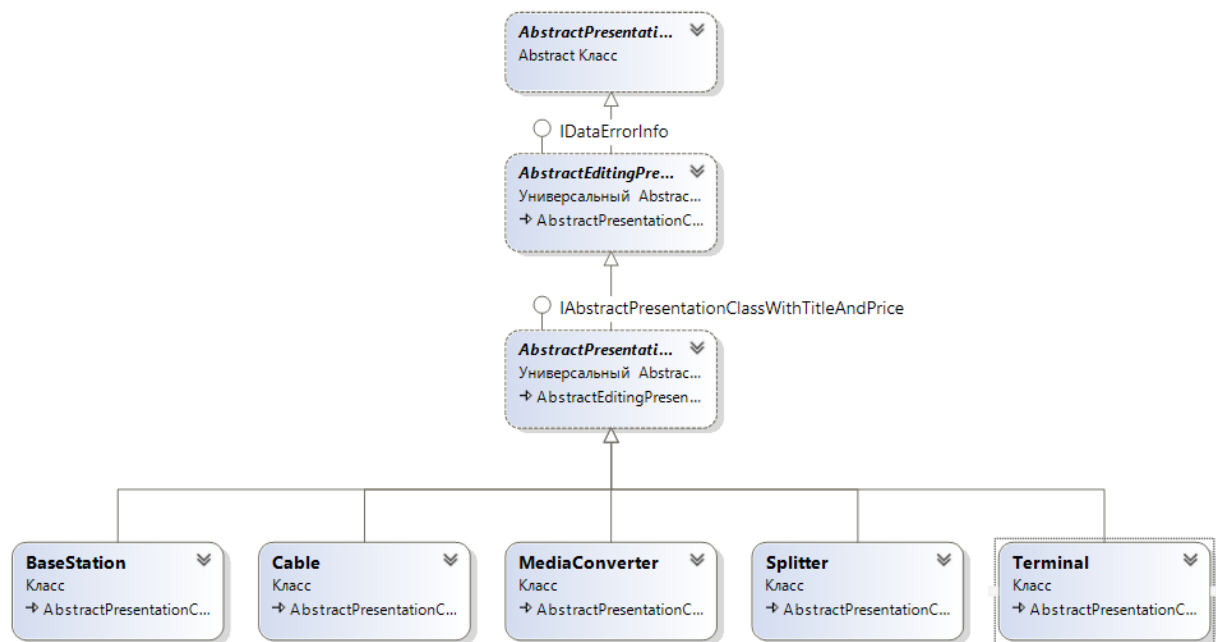 AbstractPresentati...
Abstract Класс
IDataErrorInfo
AbstractEditingPre...
Универсальный Abstrac...
AbstractPresentationC...
IAbstractPresentationClassWithTitleAndPrice
AbstractPresentati...
Универсальный Abstrac...
AbstractEditingPresen...
BaseStation
Класс
AbstractPresentationC...
Cable
Класс
AbstractPresentationC...
MediaConverter
Класс
AbstractPresentationC...
Splitter
Класс
AbstractPresentationC...
Terminal
Класс
AbstractPresentationC...